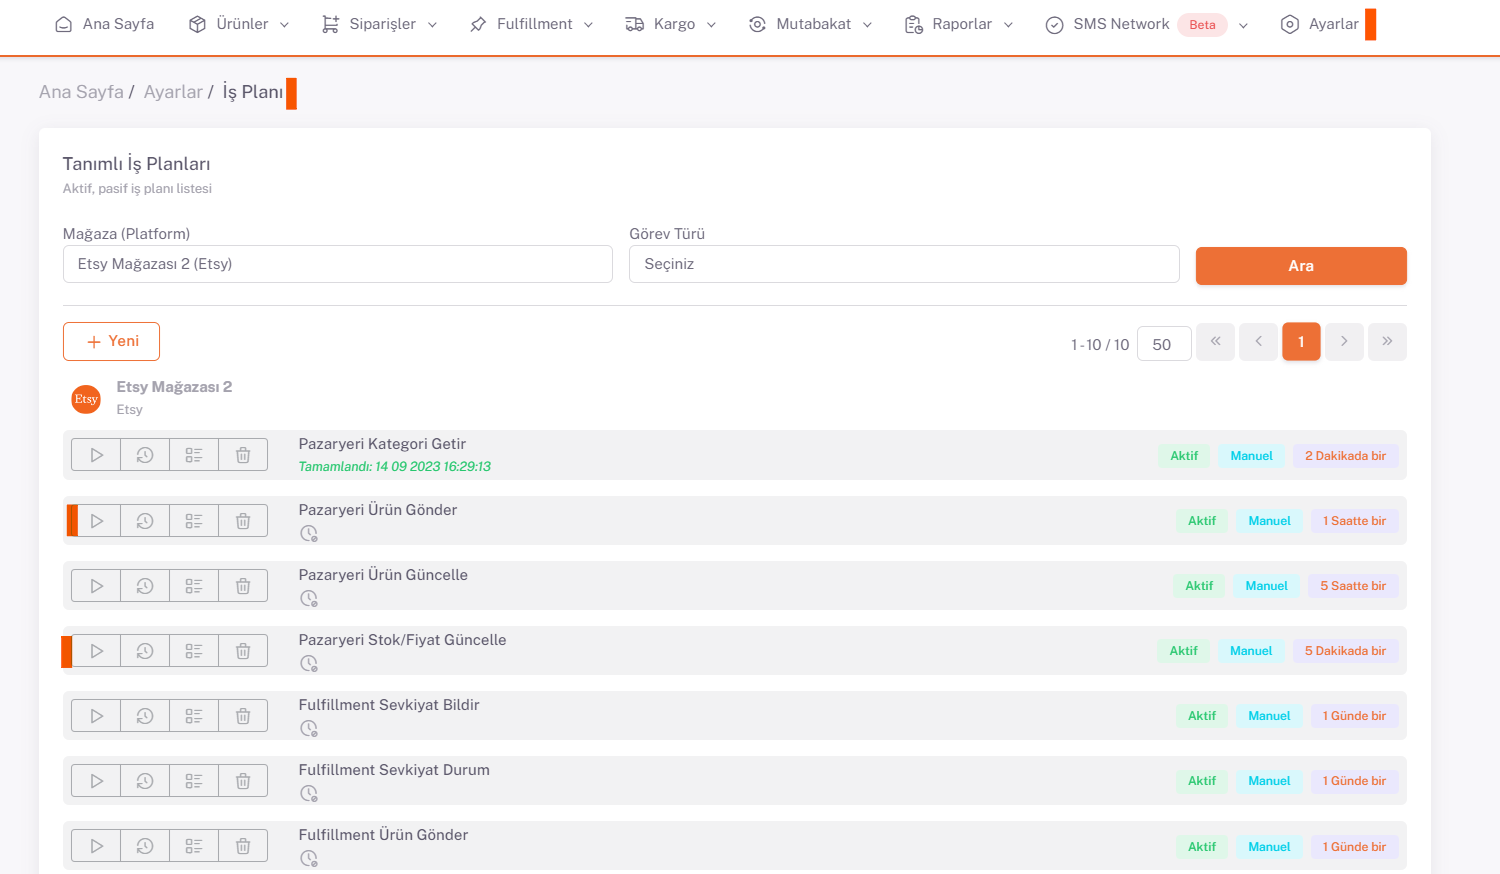 Ana Sayfa Ürünler Siparişler Fulfillment Kargo Mutabakat Raporlar SMS Network Beta Ayarlar
Ana Sayfa / Ayarlar / İş Planı
Tanımlı İş Planları
Aktif, pasif iş planı listesi
Mağaza (Platform) Görev Türü
Etsy Mağazası 2 (Etsy) Seçiniz Ara
+ Yeni 1 - 10 / 10 50 « < 1 > »
Etsy Etsy Mağazası 2
Etsy
Pazaryeri Kategori Getir
Tamamlandı: 14 09 2023 16:29:13
Aktif Manuel 2 Dakikada bir
Pazaryeri Ürün Gönder
Aktif Manuel 1 Saatte bir
Pazaryeri Ürün Güncelle
Aktif Manuel 5 Saatte bir
Pazaryeri Stok/Fiyat Güncelle
Aktif Manuel 5 Dakikada bir
Fulfillment Sevkiyat Bildir
Aktif Manuel 1 Günde bir
Fulfillment Sevkiyat Durum
Aktif Manuel 1 Günde bir
Fulfillment Ürün Gönder
Aktif Manuel 1 Günde bir